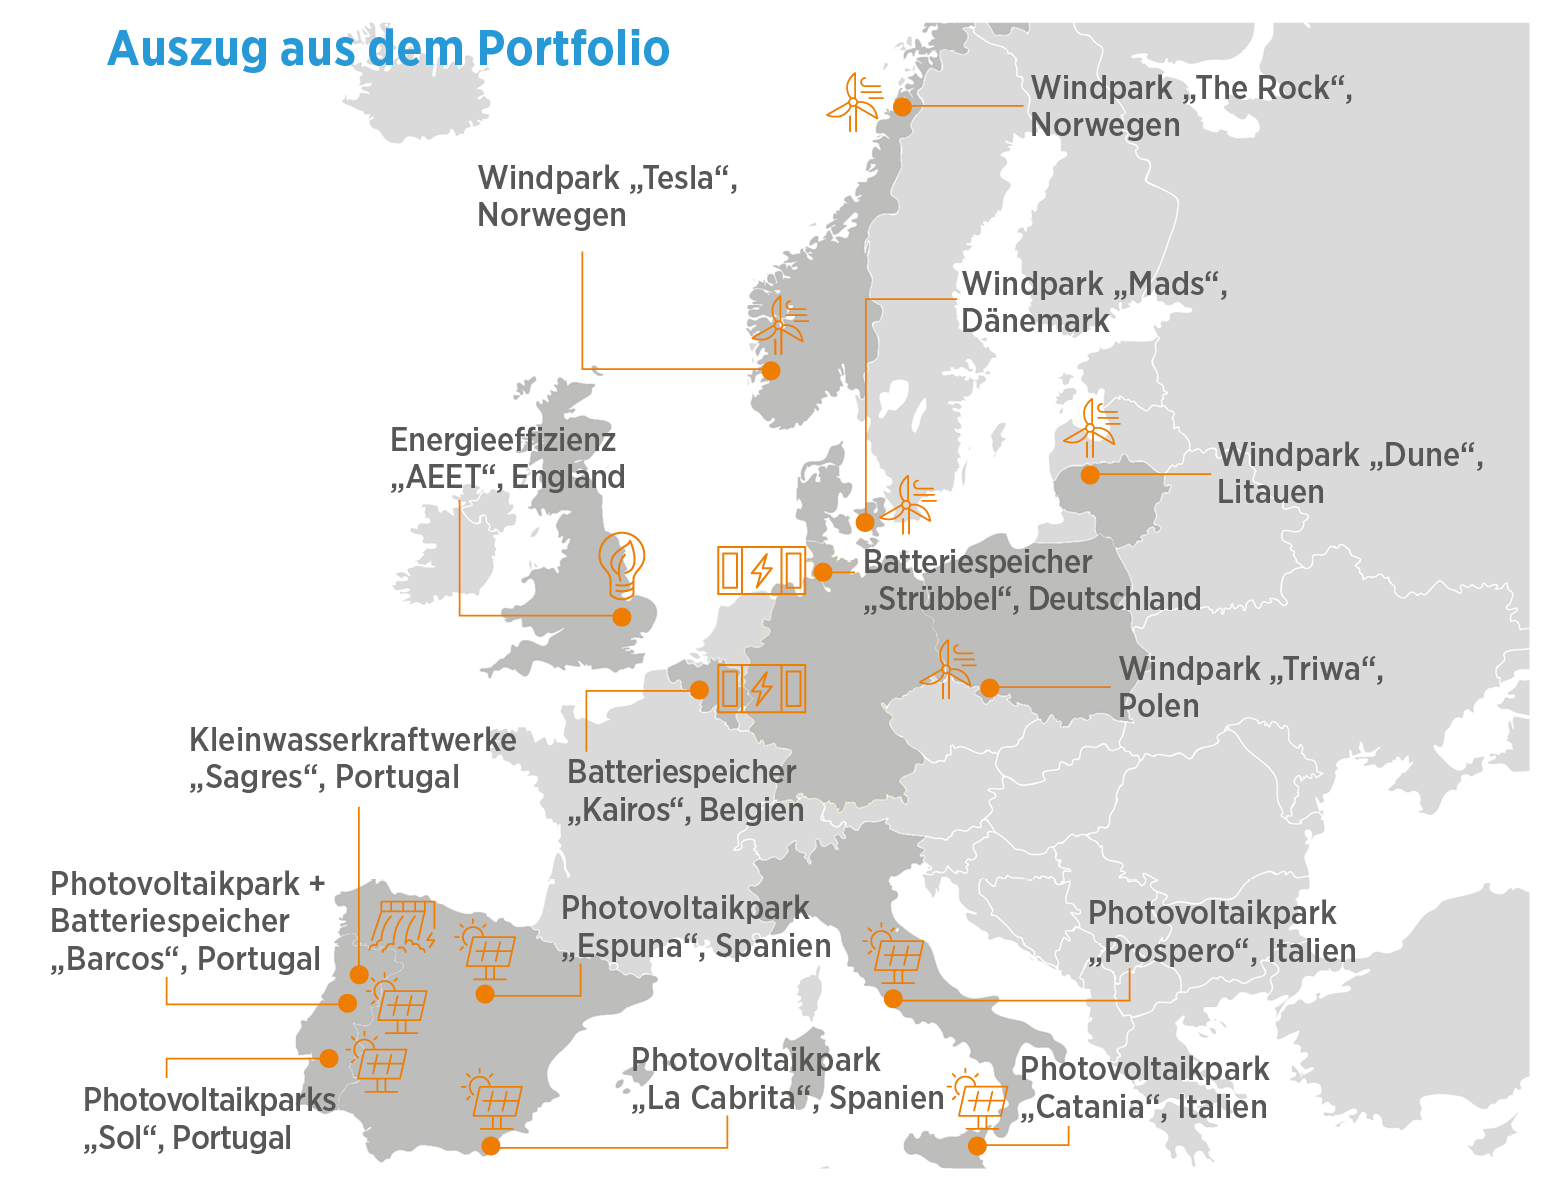 Auszug aus dem Portfolio
Windpark „The Rock“,
Norwegen
Windpark „Tesla“,
Norwegen
Windpark „Mads“,
Dänemark
Energieeffizienz
„AEET“, England
Windpark „Dune“,
Litauen
Batteriespeicher
„Strübbel“, Deutschland
Windpark „Triwa“,
Polen
Kleinwasserkraftwerke
„Sagres“, Portugal
Batteriespeicher
„Kairos“, Belgien
Photovoltaikpark +
Batteriespeicher
„Barcos“, Portugal
Photovoltaikpark
„Espuna“, Spanien
Photovoltaikpark
„Prospero“, Italien
Photovoltaikpark
„La Cabrita“, Spanien
Photovoltaikpark
„Catania“, Italien
Photovoltaikparks
„Sol“, Portugal